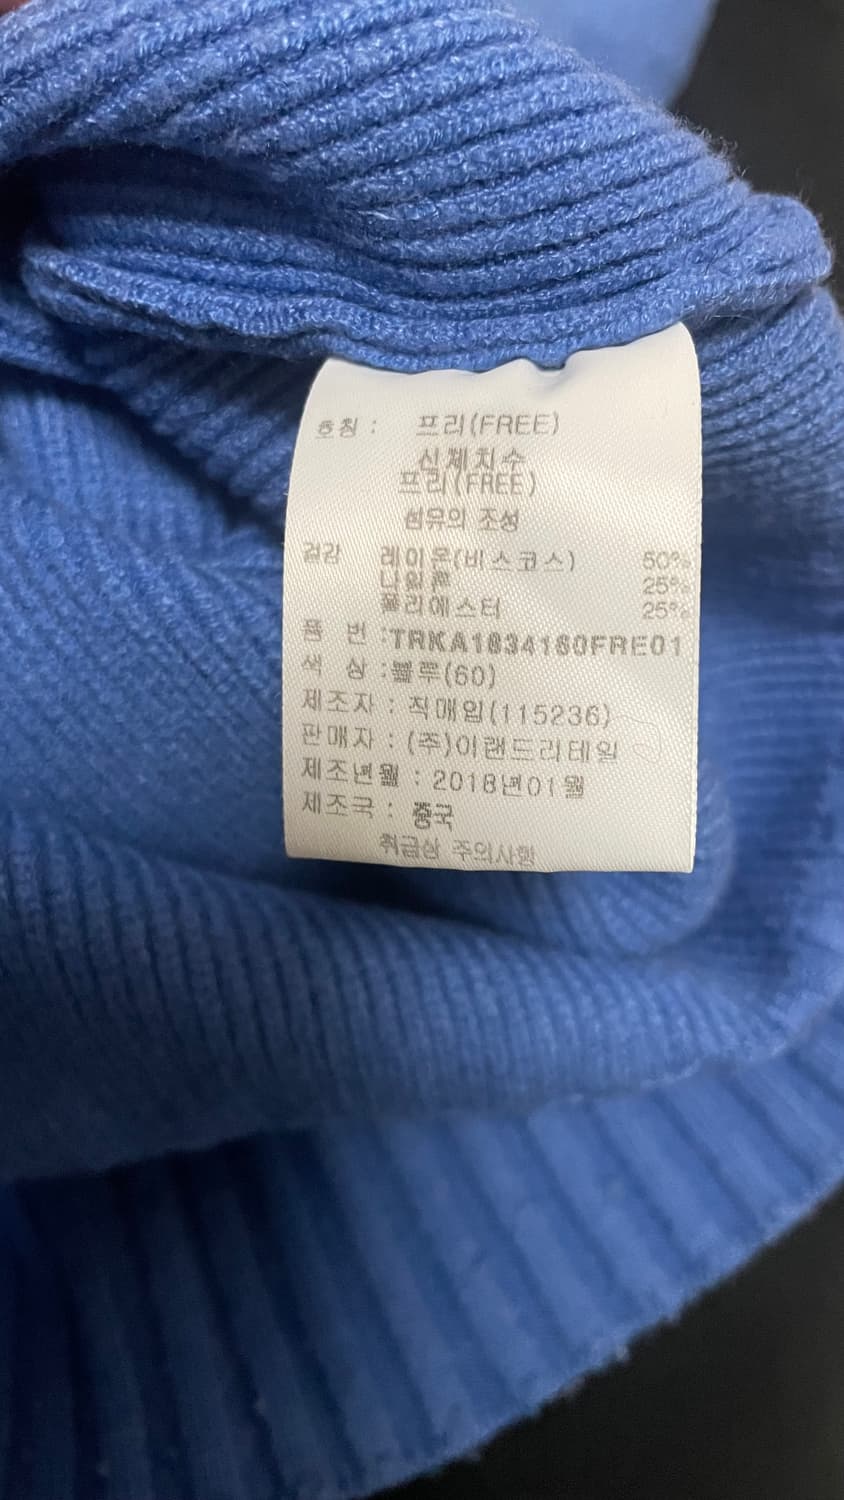 호칭 : 프리(FREE)
신체치수
프리(FREE)
섬유의 조성
겉감 레이온(비스코스) 50%
나일론 25%
폴리에스터 25%
품 번 :TRKA1834160FRE01
색 상 :블루(60)
제조자 : 직매입(115236)
판매자 : (주)이랜드리테일
제조년월 : 2018년01월
제조국 : 중국
취급상 주의사항